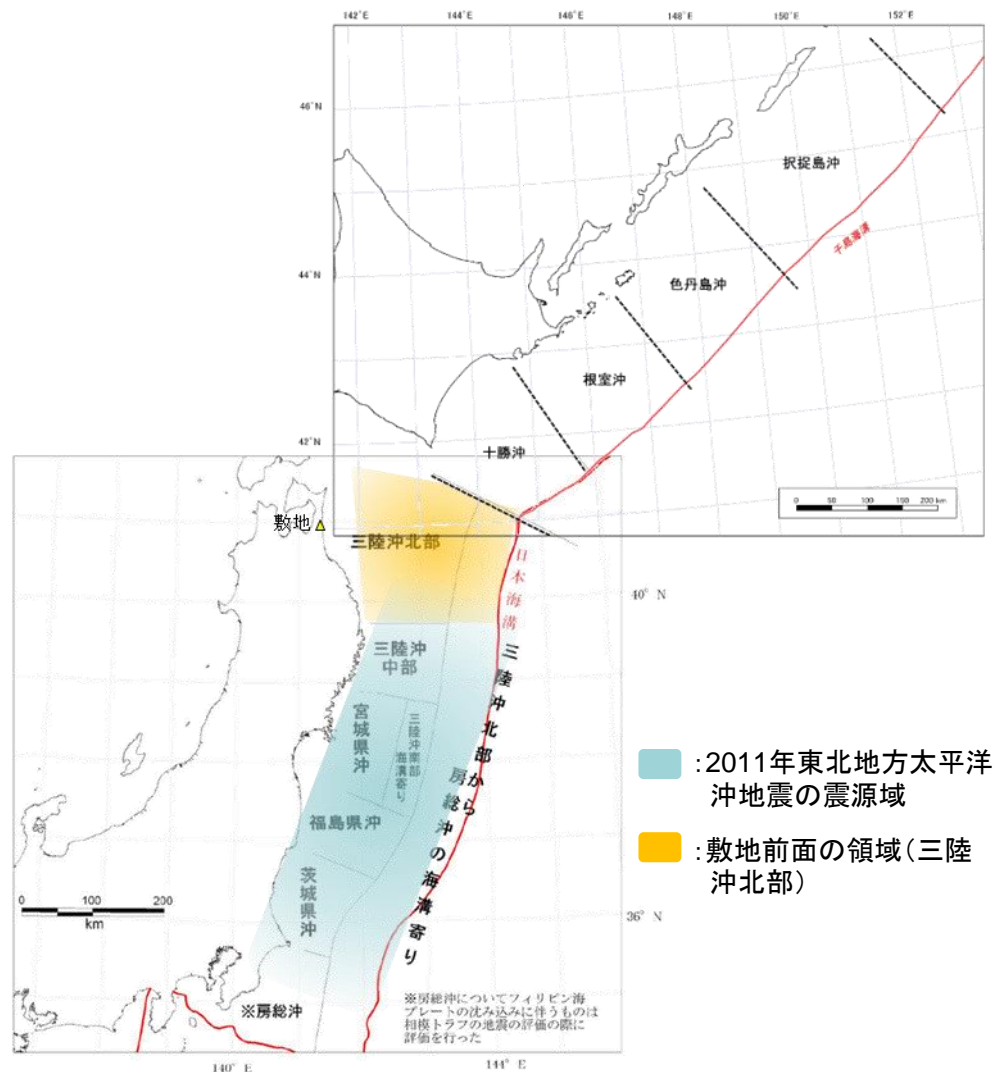 142°E
144°E
146°E
148°E
150°E
152°E
46°N
択捉島沖
千島海溝
44°N
色丹島沖
根室沖
42°N
十勝沖
0 50 100 150 200 km
敷地
三陸沖北部
日本海溝
40° N
三陸沖
中部
三陸沖北部から
房総沖の海溝寄り
宮城県沖
三陸沖南部
海溝寄り
:2011年東北地方太平洋
沖地震の震源域
福島県沖
:敷地前面の領域(三陸
沖北部)
茨城県沖
0 100 200
km
36° N
※房総沖
※房総沖についてフィリピン海
プレートの沈み込みに伴うものは
相模トラフの地震の評価の際に
評価を行った
140° E
144° E